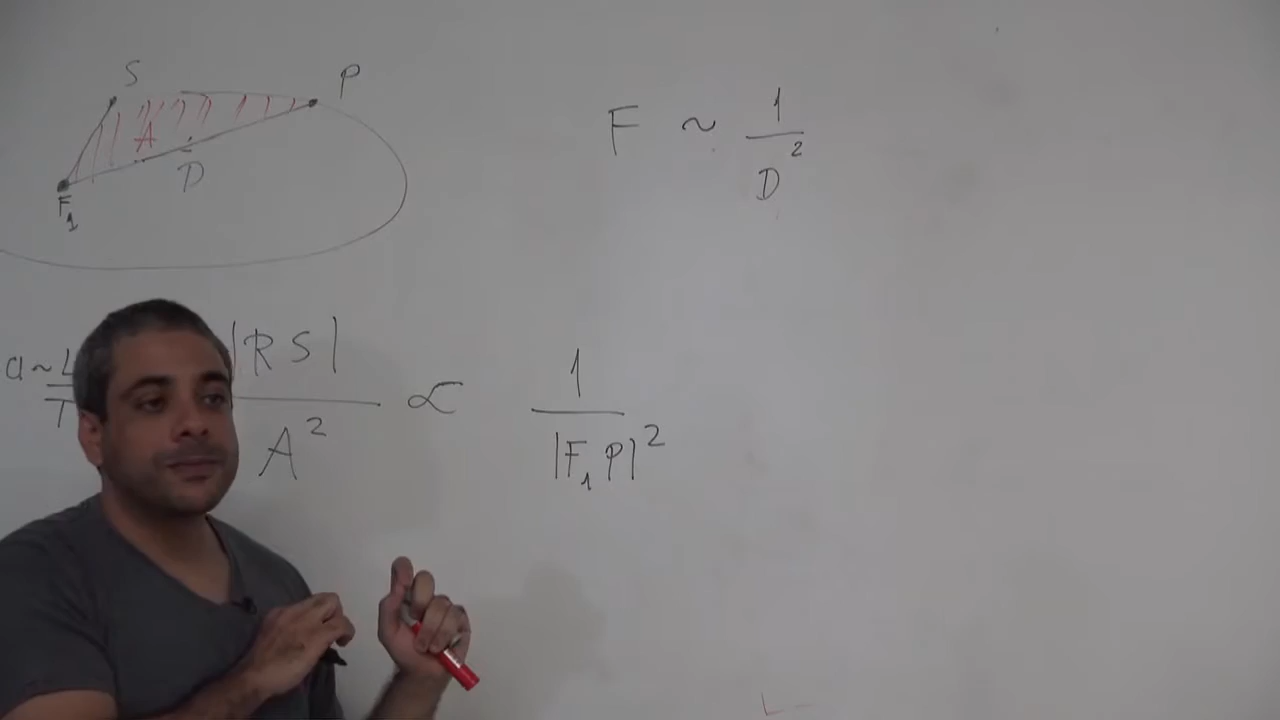 S P
A
D
F₁
F ~ 1/D²
a ~ L/T |RS|/A² ∝ 1/|F₁P|²